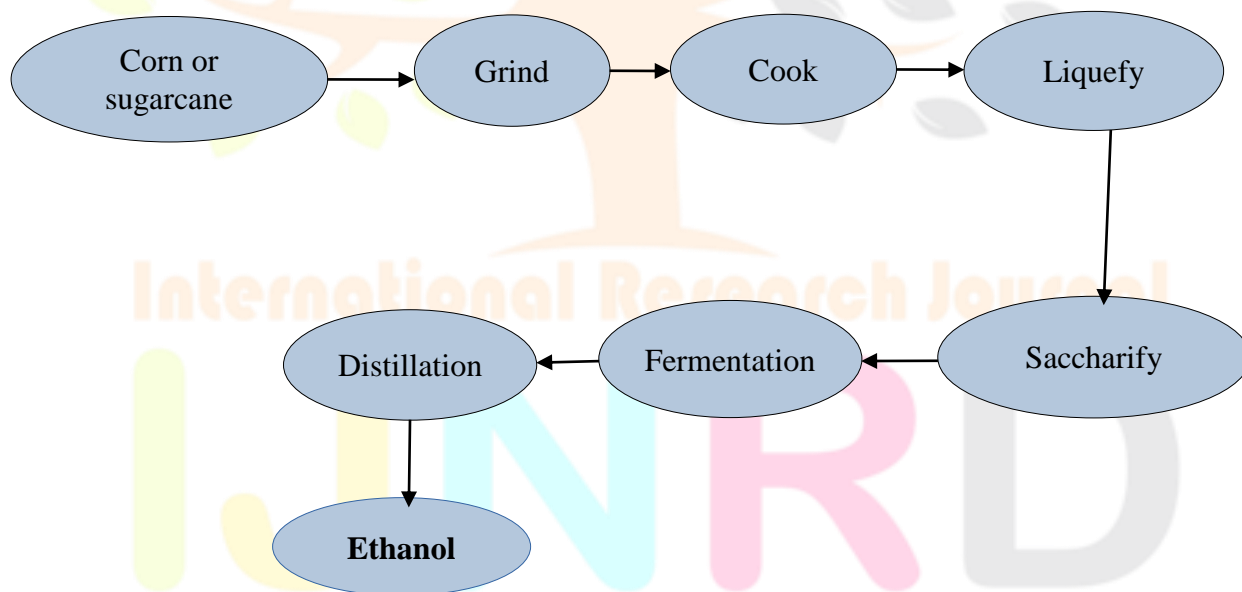 Corn or
sugarcane
Grind
Cook
Liquefy
International Research Journal
Saccharify
Fermentation
Distillation
Ethanol
IJNRD